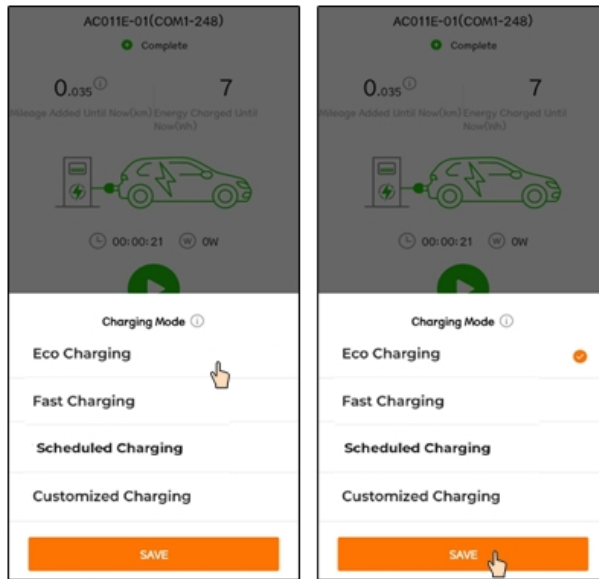 AC011E-01(COM1-248)
Complete
0.035
7
Mileage Added Until Now(km)
Energy Charged Until
Now(Wh)
00:00:21
0W
Charging Mode
Eco Charging
Fast Charging
Scheduled Charging
Customized Charging
SAVE
AC011E-01(COM1-248)
Complete
0.035
7
Mileage Added Until Now(km)
Energy Charged Until
Now(Wh)
00:00:21
0W
Charging Mode
Eco Charging
Fast Charging
Scheduled Charging
Customized Charging
SAVE